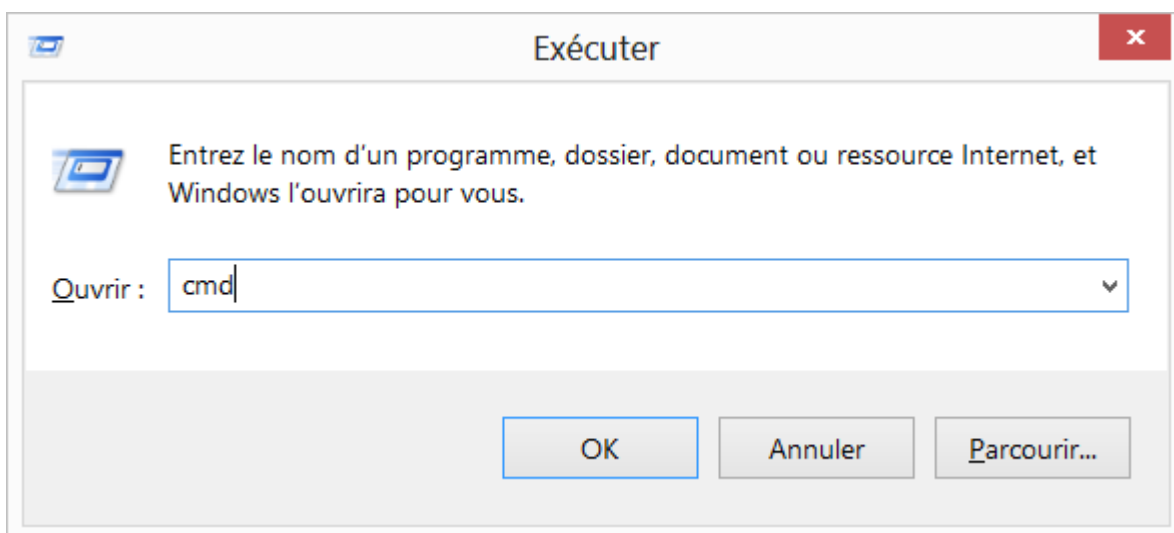 Exécuter
Entrez le nom d'un programme, dossier, document ou ressource Internet, et
Windows l'ouvrira pour vous.
Ouvrir : cmd
OK Annuler Parcourir...